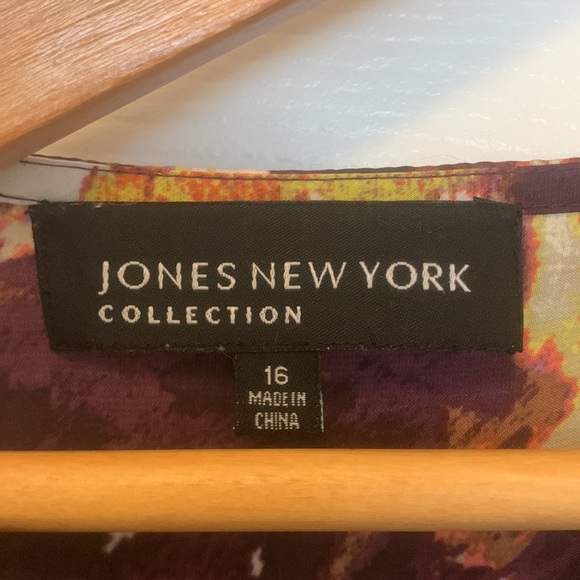 JONES NEW YORK
COLLECTION
16
MADE IN
CHINA